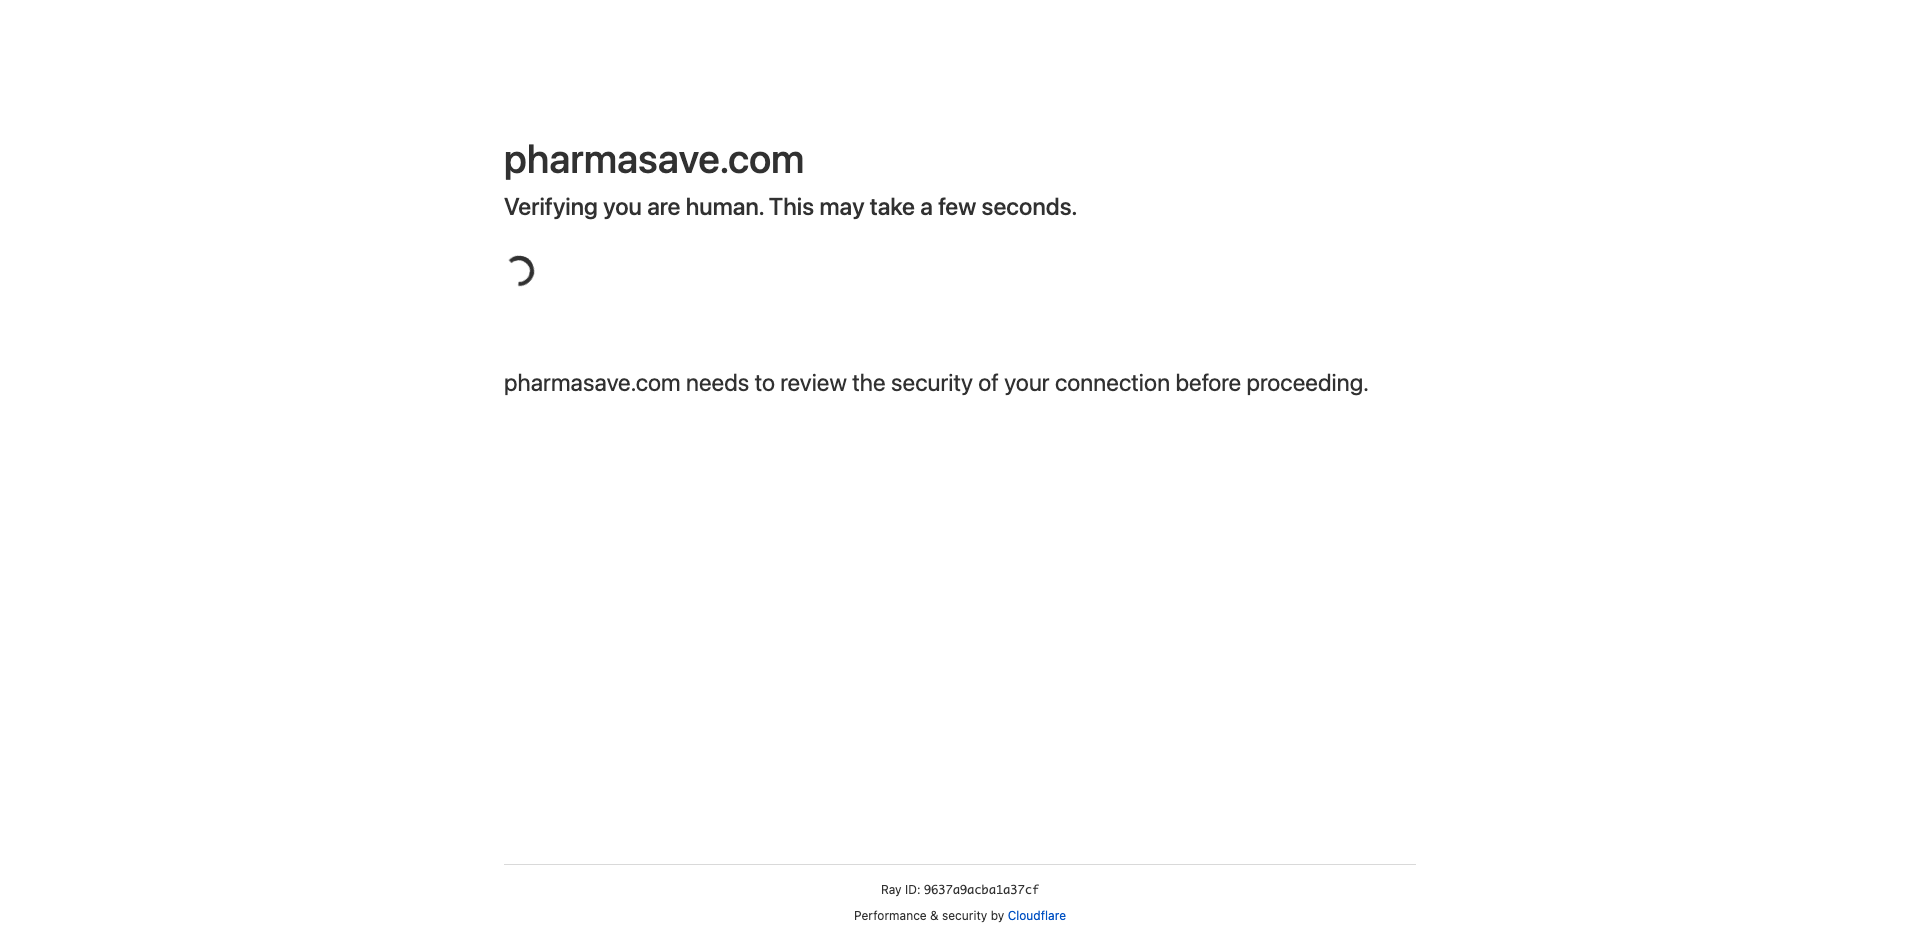 pharmasave.com
Verifying you are human. This may take a few seconds.
pharmasave.com needs to review the security of your connection before proceeding.
Ray ID: 9637a9acba1a37cf
Performance & security by Cloudflare